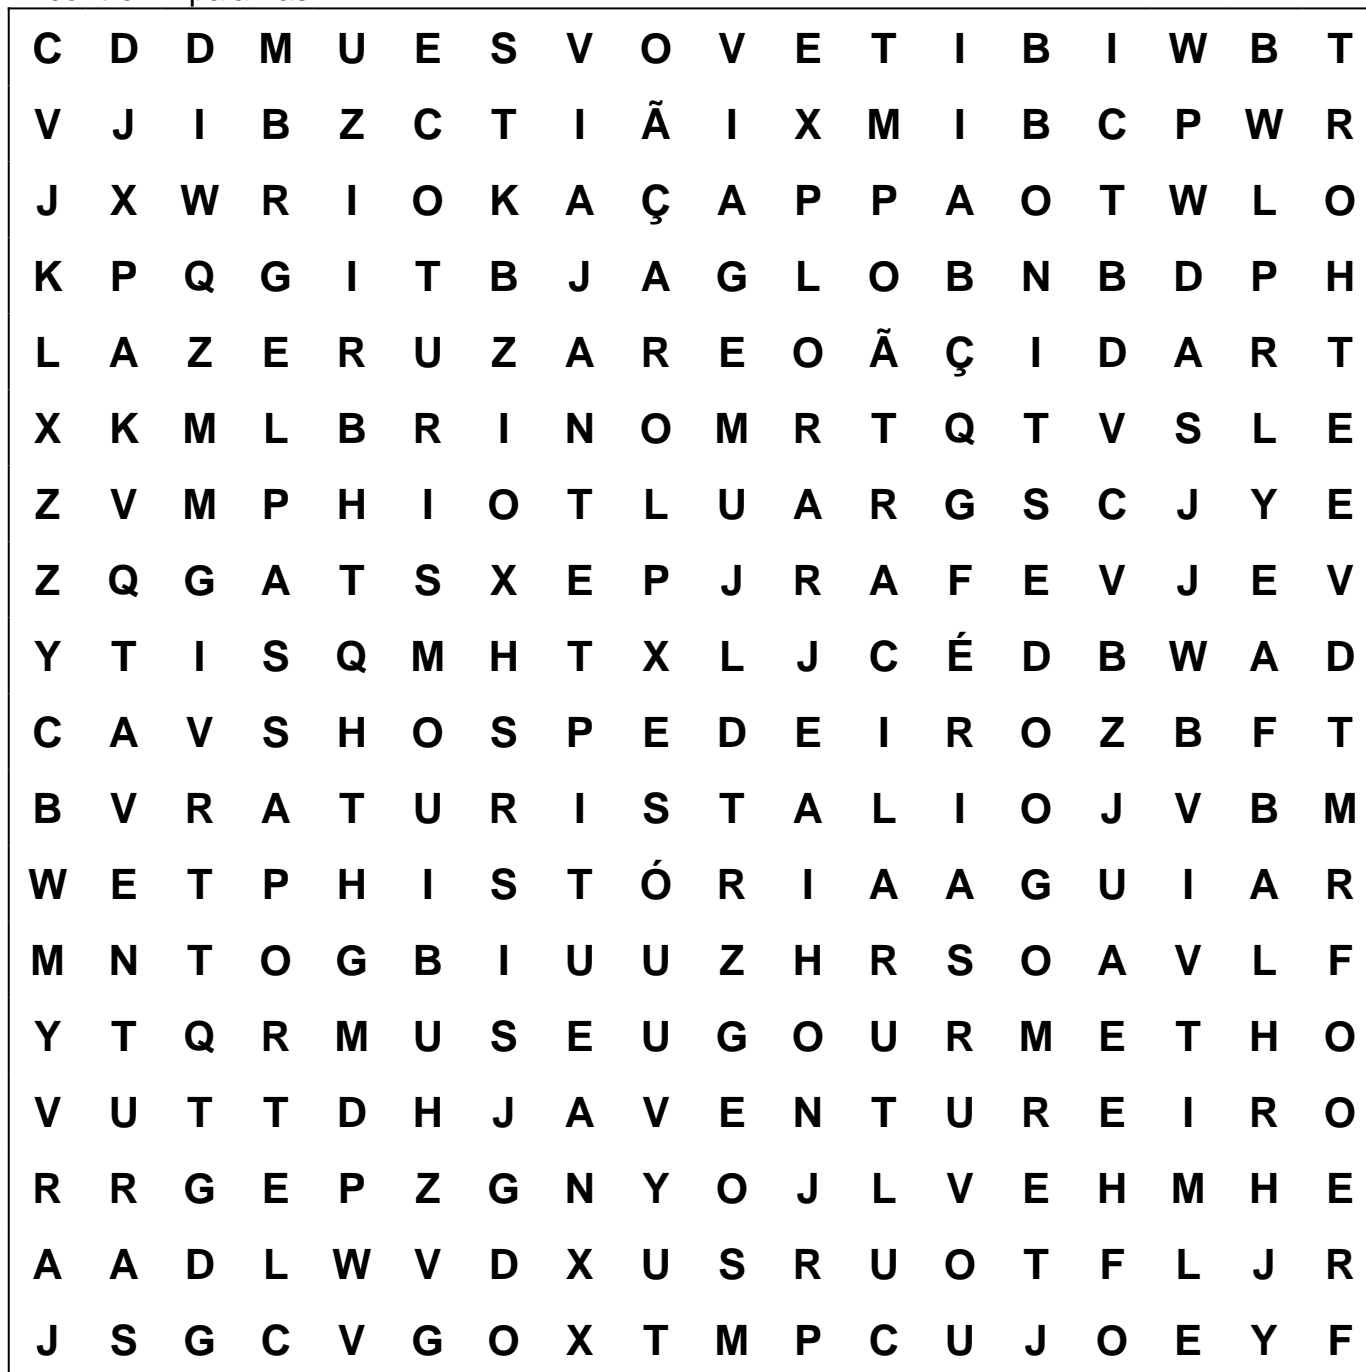 C D D M U E S V O V E T I B I W B T
V J I B Z C T I Ã I X M I B C P W R
J X W R I O K A Ç A P P A O T W L O
K P Q G I T B J A G L O B N B D P H
L A Z E R U Z A R E O Ã Ç I D A R T
X K M L B R I N O M R T Q T V S L E
Z V M P H I O T L U A R G S C J Y E
Z Q G A T S X E P J R A F E V J E V
Y T I S Q M H T X L J C É D B W A D
C A V S H O S P E D E I R O Z B F T
B V R A T U R I S T A L I O J V B M
W E T P H I S T Ó R I A A G U I A R
M N T O G B I U U Z H R S O A V L F
Y T Q R M U S E U G O U R M E T H O
V U T T D H J A V E N T U R E I R O
R R G E P Z G N Y O J L V E H M H E
A A D L W V D X U S R U O T F L J R
J S G C V G O X T M P C U J O E Y F